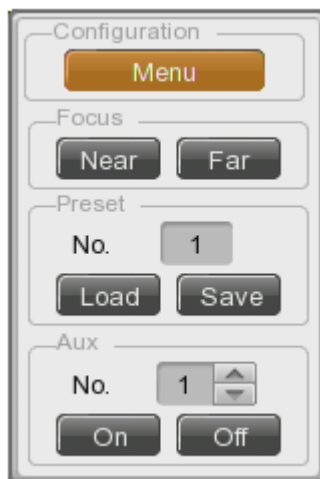 Configuration
Menu
Focus
Near Far
Preset
No. 1
Load Save
Aux
No. 1
On Off